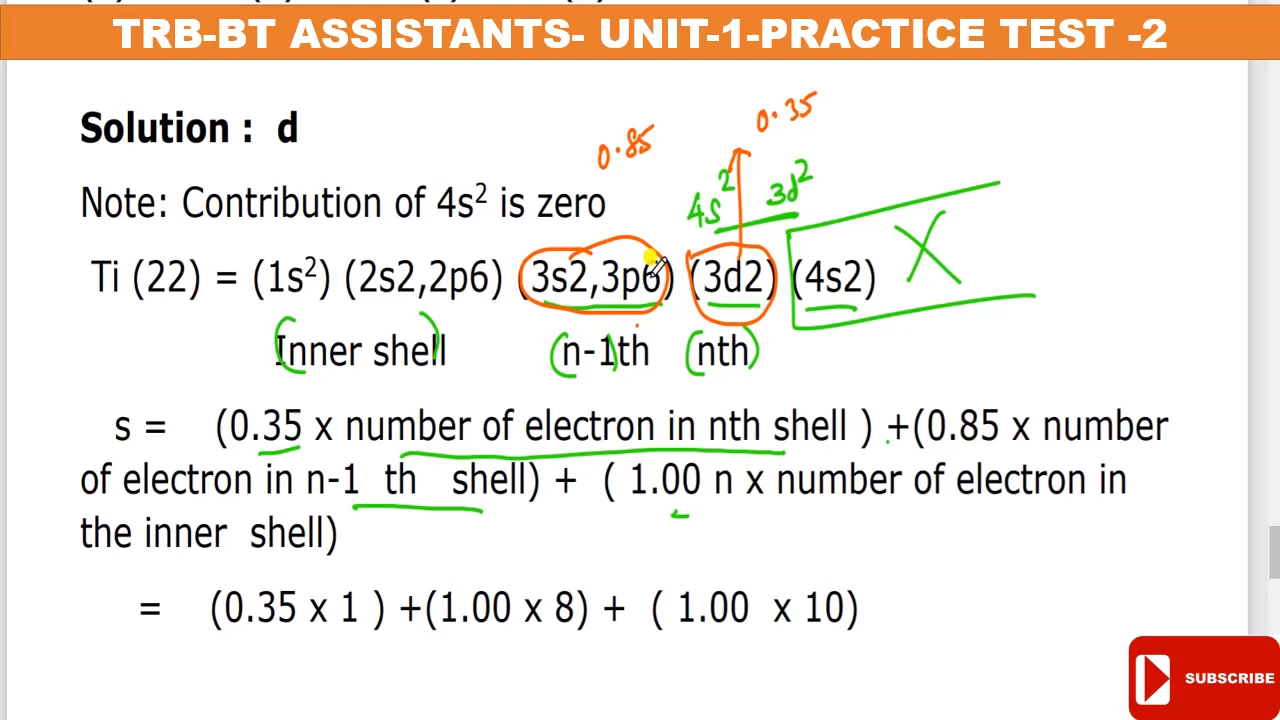 TRB-BT ASSISTANTS- UNIT-1-PRACTICE TEST -2
Solution : d
0.85
0.35
Note: Contribution of 4s² is zero
4s² 3d²
Ti (22) = (1s²) (2s2,2p6) (3s2,3p6) (3d2) (4s2) X
Inner shell (n-1)th (nth)
s = (0.35 x number of electron in nth shell ) +(0.85 x number
of electron in n-1 th shell) + ( 1.00 n x number of electron in
the inner shell)
= (0.35 x 1 ) +(1.00 x 8) + ( 1.00 x 10)
SUBSCRIBE